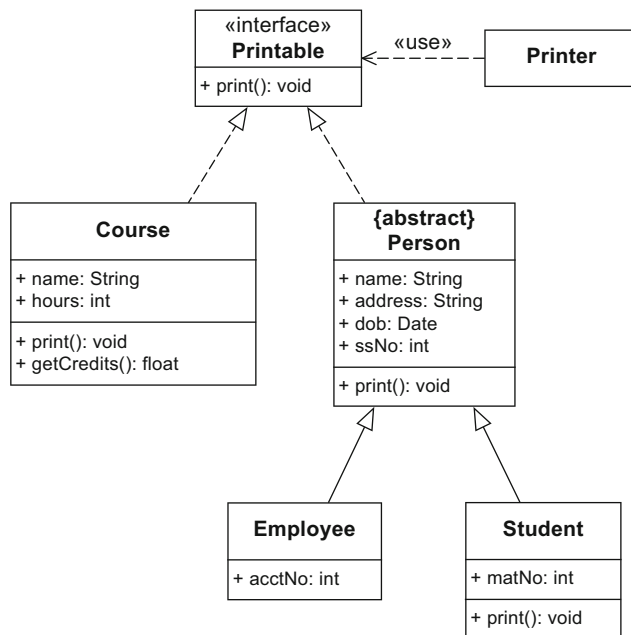 «interface»
Printable
+ print(): void
«use»
Printer
Course
+ name: String
+ hours: int
+ print(): void
+ getCredits(): float
{abstract}
Person
+ name: String
+ address: String
+ dob: Date
+ ssNo: int
+ print(): void
Employee
+ acctNo: int
Student
+ matNo: int
+ print(): void